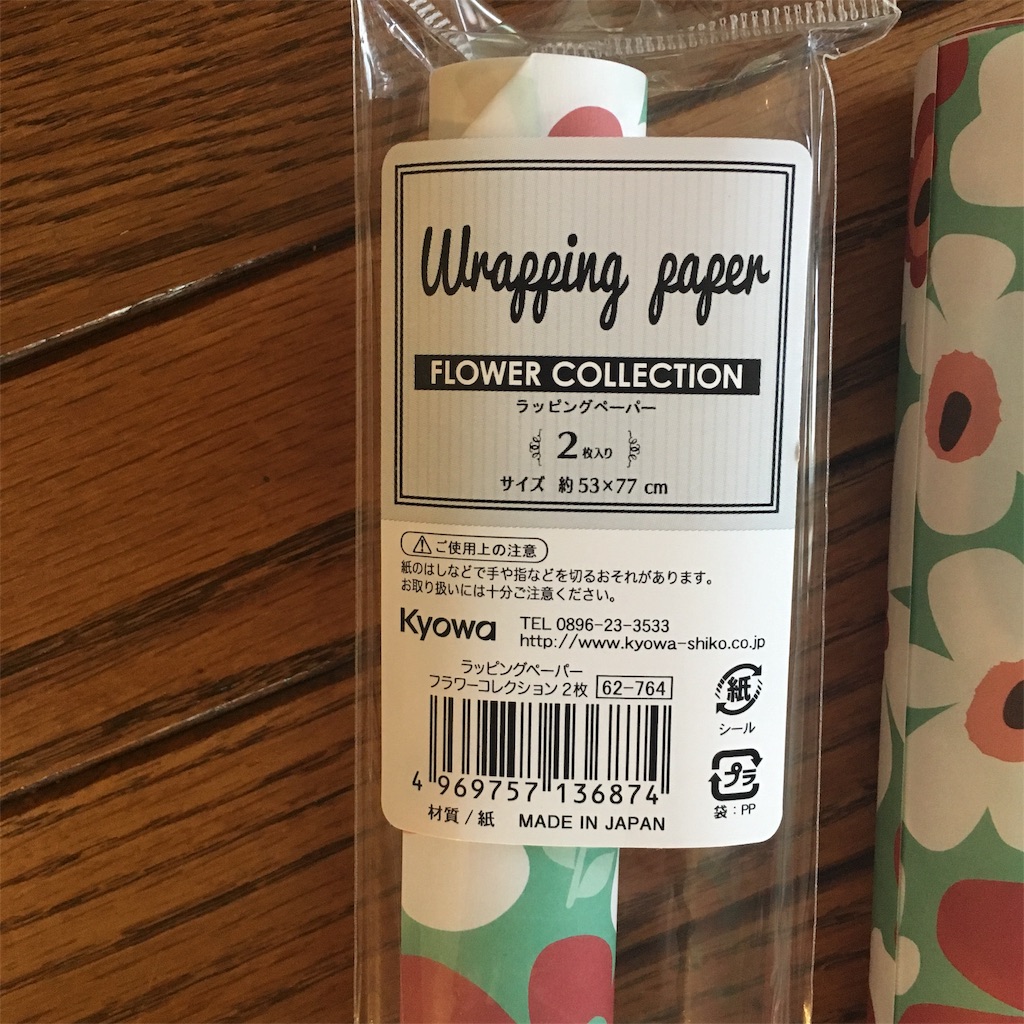 Wrapping paper
FLOWER COLLECTION
ラッピングペーパー
2枚入り
サイズ 約53×77 cm
⚠ご使用上の注意
紙のはしなどで手や指などを切るおそれがあります。
お取り扱いには十分ご注意ください。
Kyowa
TEL 0896-23-3533
http://www.kyowa-shiko.co.jp
ラッピングペーパー
フラワーコレクション2枚 62-764
4 969757 136874
材質/紙 MADE IN JAPAN
紙
シール
プラ
袋:PP